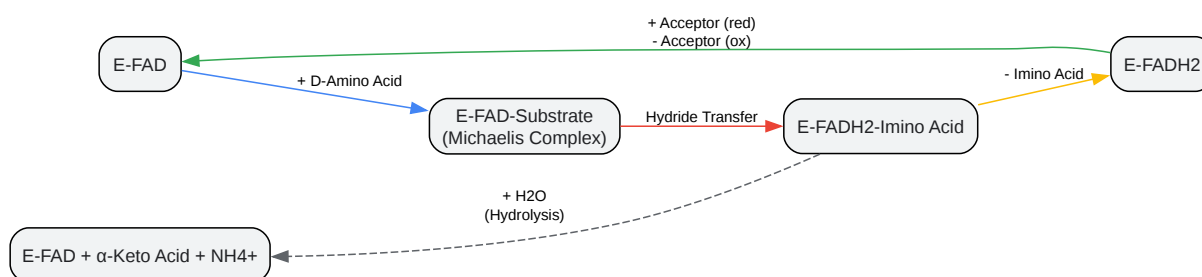 + Acceptor (red)
- Acceptor (ox)
E-FAD
E-FADH2
+ D-Amino Acid
- Imino Acid
E-FAD-Substrate
(Michaelis Complex)
Hydride Transfer
E-FADH2-Imino Acid
+ H2O
(Hydrolysis)
E-FAD + α-Keto Acid + NH4+